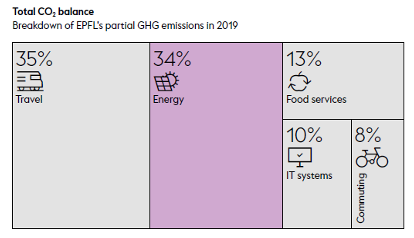 Total CO₂ balance
Breakdown of EPFL's partial GHG emissions in 2019
35%
Travel
34%
Energy
13%
Food services
10%
IT systems
8%
Commuting